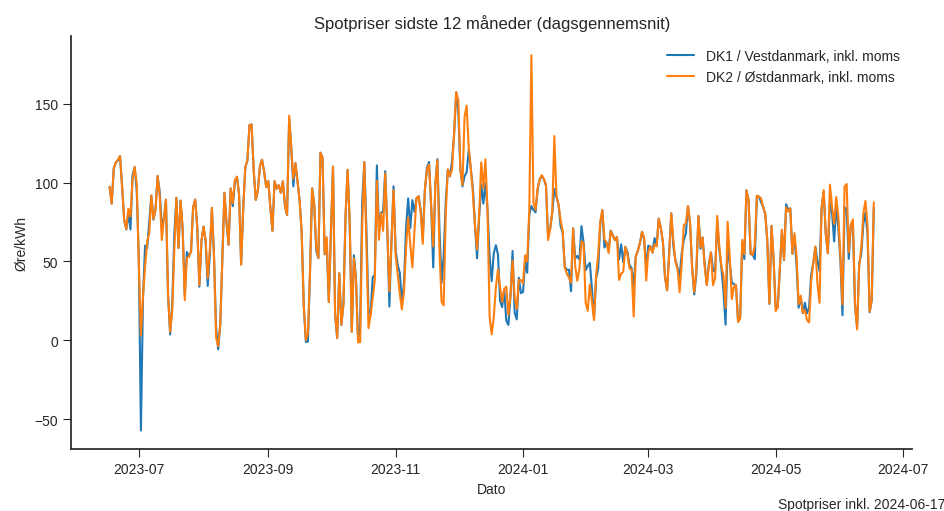 Spotpriser sidste 12 måneder (dagsgennemsnit)
DK1 / Vestdanmark, inkl. moms
DK2 / Østdanmark, inkl. moms
150
100
50
0
−50
Øre/kWh
2023-07 2023-09 2023-11 2024-01 2024-03 2024-05 2024-07
Dato
Spotpriser inkl. 2024-06-17